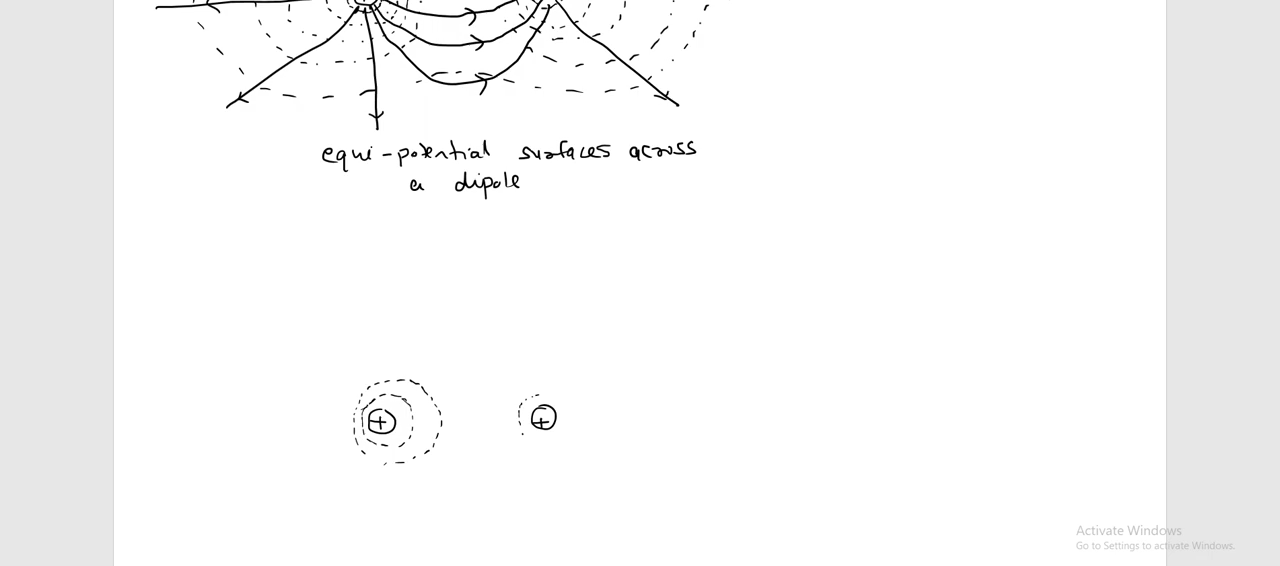 equi-potential surfaces across
a dipole
+
+
Activate Windows
Go to Settings to activate Windows.